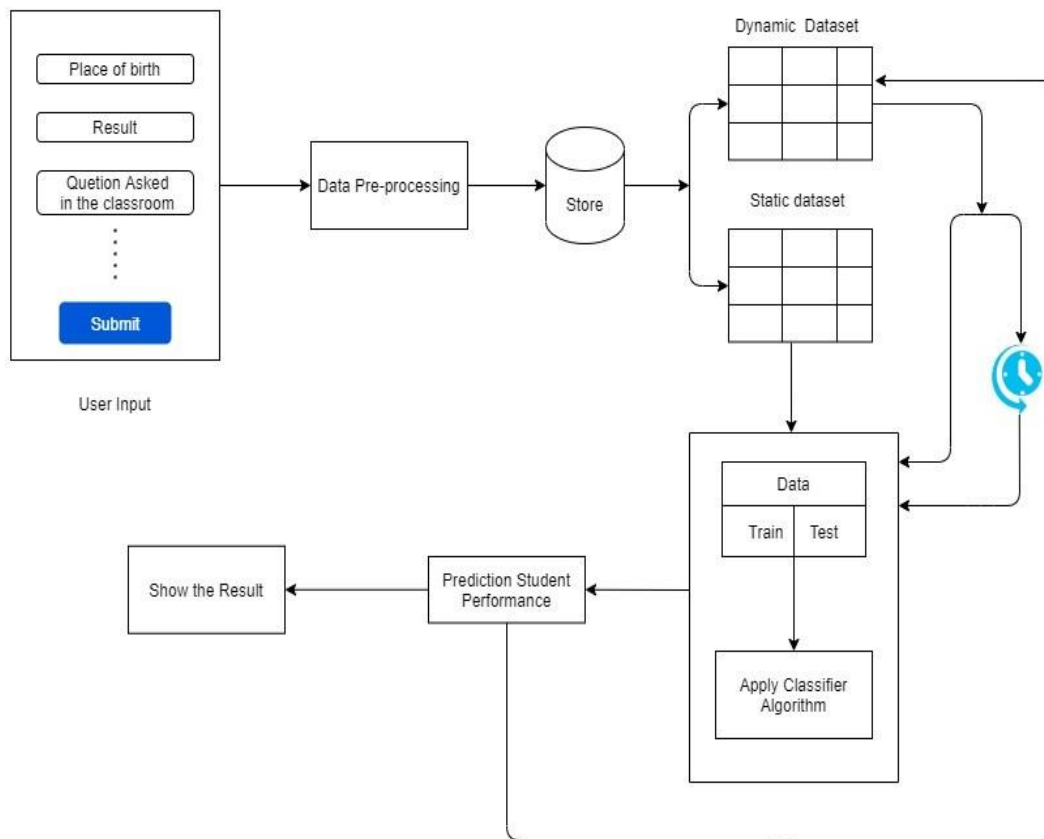 Place of birth
Result
Quetion Asked
in the classroom
Submit
User Input
Data Pre-processing
Store
Dynamic Dataset
Static dataset
Data
Train
Test
Apply Classifier
Algorithm
Prediction Student
Performance
Show the Result